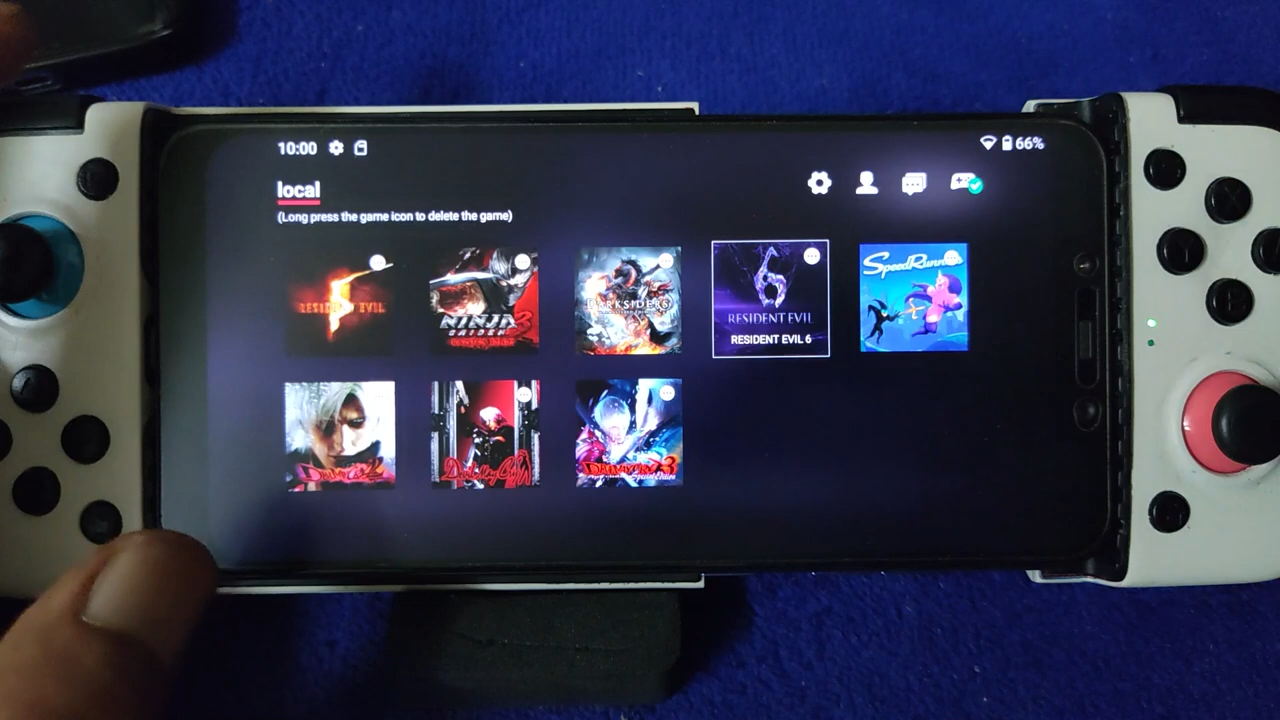 10:00
66%
local
(Long press the game icon to delete the game)
RESIDENT EVIL
NINJA
GAIDEN 3
DARKSIDERS
RESIDENT EVIL
RESIDENT EVIL 6
SpeedRunners